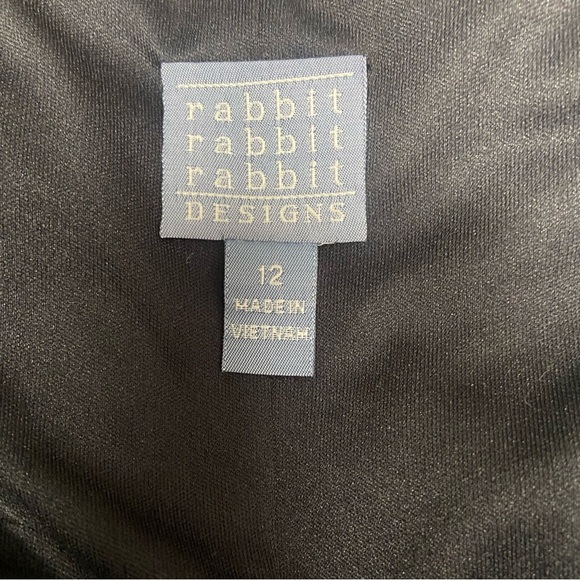 rabbit
rabbit
rabbit
DESIGNS
12
MADE IN
VIETNAM